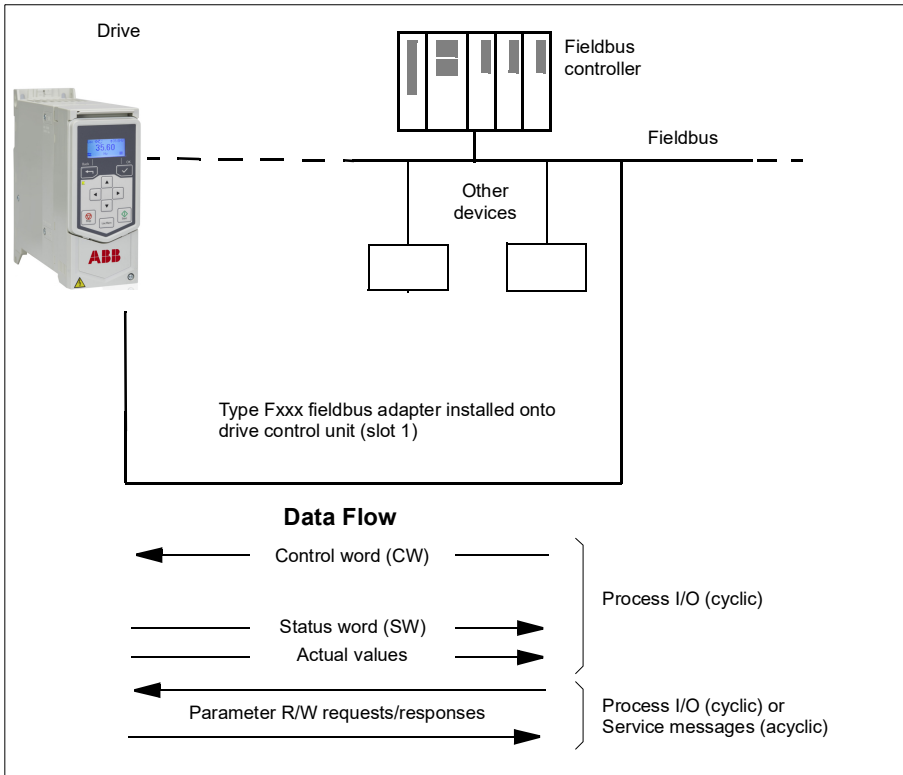 Drive
Fieldbus
controller
Fieldbus
35.60
Other
devices
ABB
Type Fxxx fieldbus adapter installed onto
drive control unit (slot 1)
Data Flow
Control word (CW)
Process I/O (cyclic)
Status word (SW)
Actual values
Parameter R/W requests/responses
Process I/O (cyclic) or
Service messages (acyclic)